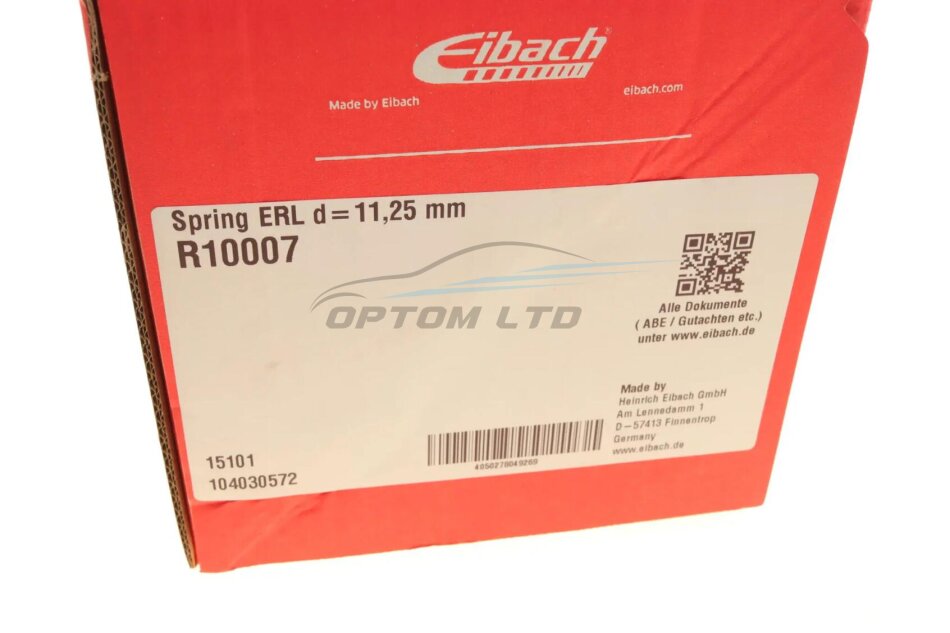 Eibach®
Made by Eibach
eibach.com
Spring ERL d=11,25 mm
R10007
OPTOM LTD
Alle Dokumente
( ABE / Gutachten etc.)
unter www.eibach.de
Made by
Heinrich Eibach GmbH
Am Lennedamm 1
D-57413 Finnentrop
Germany
www.eibach.de
15101
104030572
4050278049269